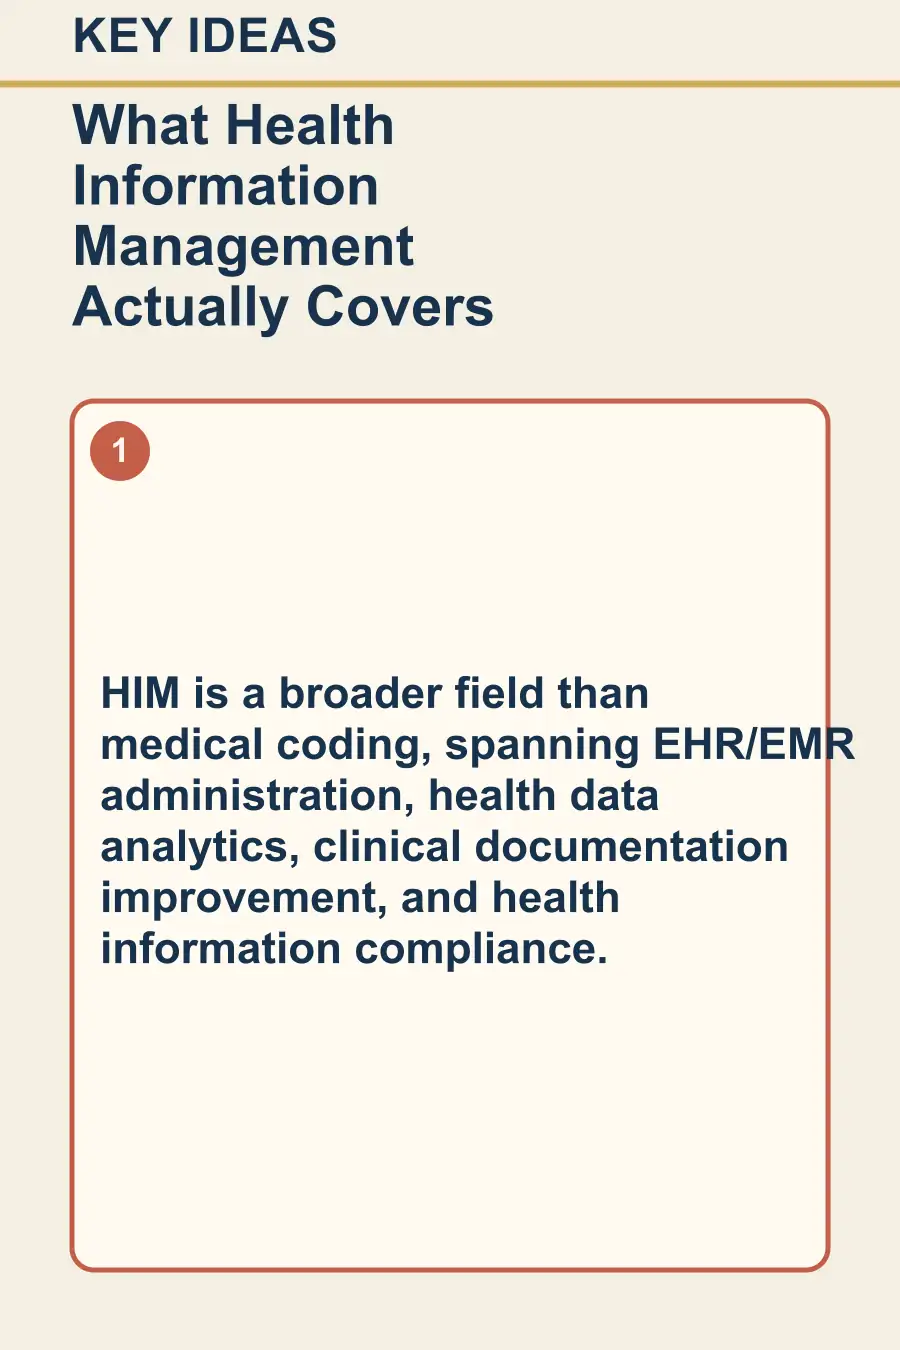 KEY IDEAS
What Health
Information
Management
Actually Covers
1
HIM is a broader field than
medical coding, spanning EHR/EMR
administration, health data
analytics, clinical documentation
improvement, and health
information compliance.